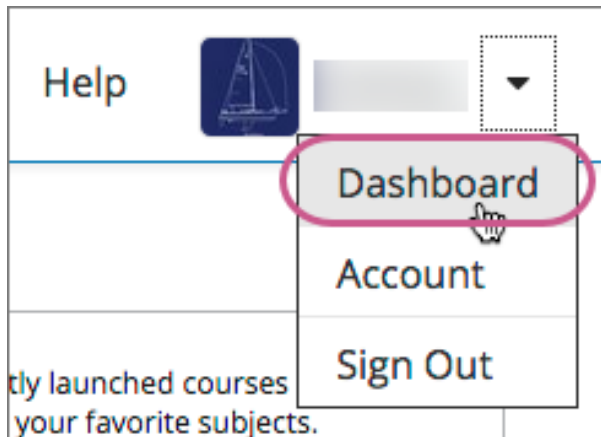 Help
Dashboard
Account
Sign Out
tly launched courses
your favorite subjects.